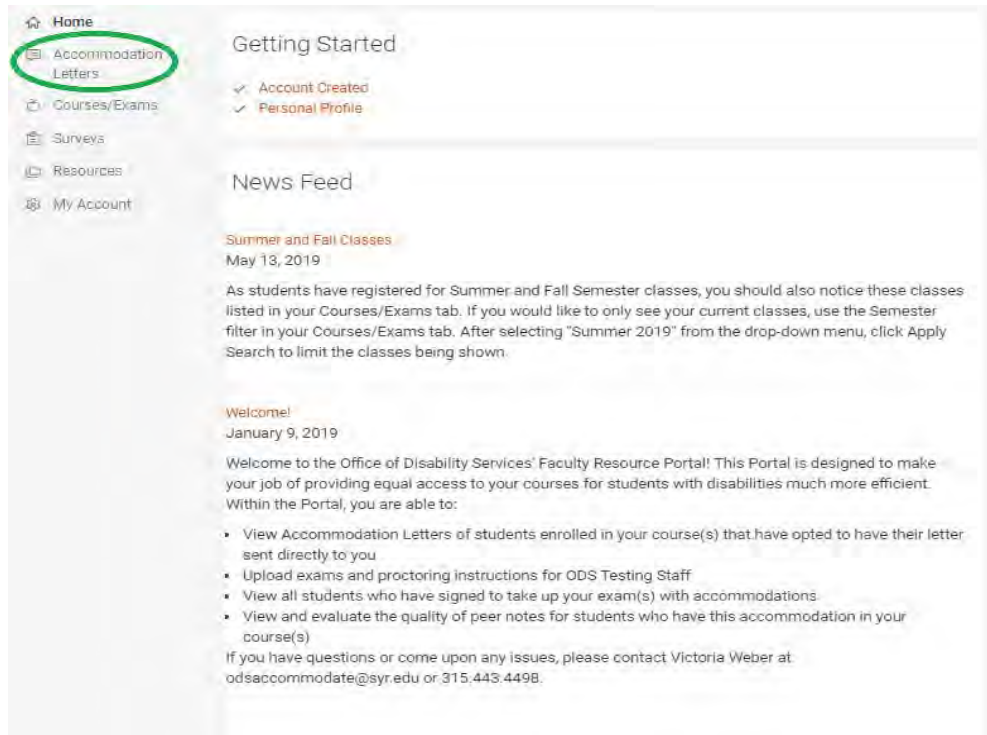 Home
Accommodation
Letters
Courses/Exams
Surveys
Resources
My Account
Getting Started
Account Created
Personal Profile
News Feed
Summer and Fall Classes
May 13, 2019
As students have registered for Summer and Fall Semester classes, you should also notice these classes
listed in your Courses/Exams tab. If you would like to only see your current classes, use the Semester
filter in your Courses/Exams tab. After selecting "Summer 2019" from the drop-down menu, click Apply
Search to limit the classes being shown.
Welcome!
January 9, 2019
Welcome to the Office of Disability Services' Faculty Resource Portal! This Portal is designed to make
your job of providing equal access to your courses for students with disabilities much more efficient.
Within the Portal, you are able to:
• View Accommodation Letters of students enrolled in your course(s) that have opted to have their letter
sent directly to you
• Upload exams and proctoring instructions for ODS Testing Staff
• View all students who have signed to take up your exam(s) with accommodations
• View and evaluate the quality of peer notes for students who have this accommodation in your
course(s)
If you have questions or come upon any issues, please contact Victoria Weber at
odsaccommodate@syr.edu or 315.443.4498.